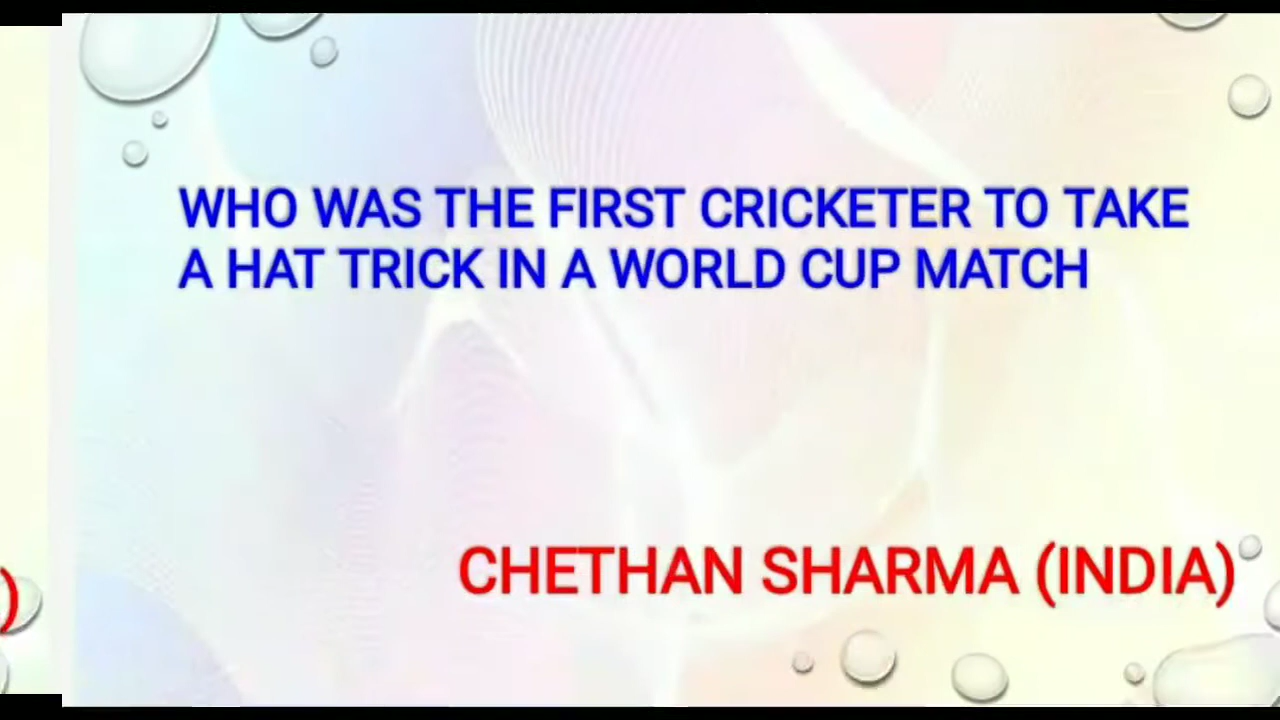 WHO WAS THE FIRST CRICKETER TO TAKE
A HAT TRICK IN A WORLD CUP MATCH
CHETHAN SHARMA (INDIA)
)